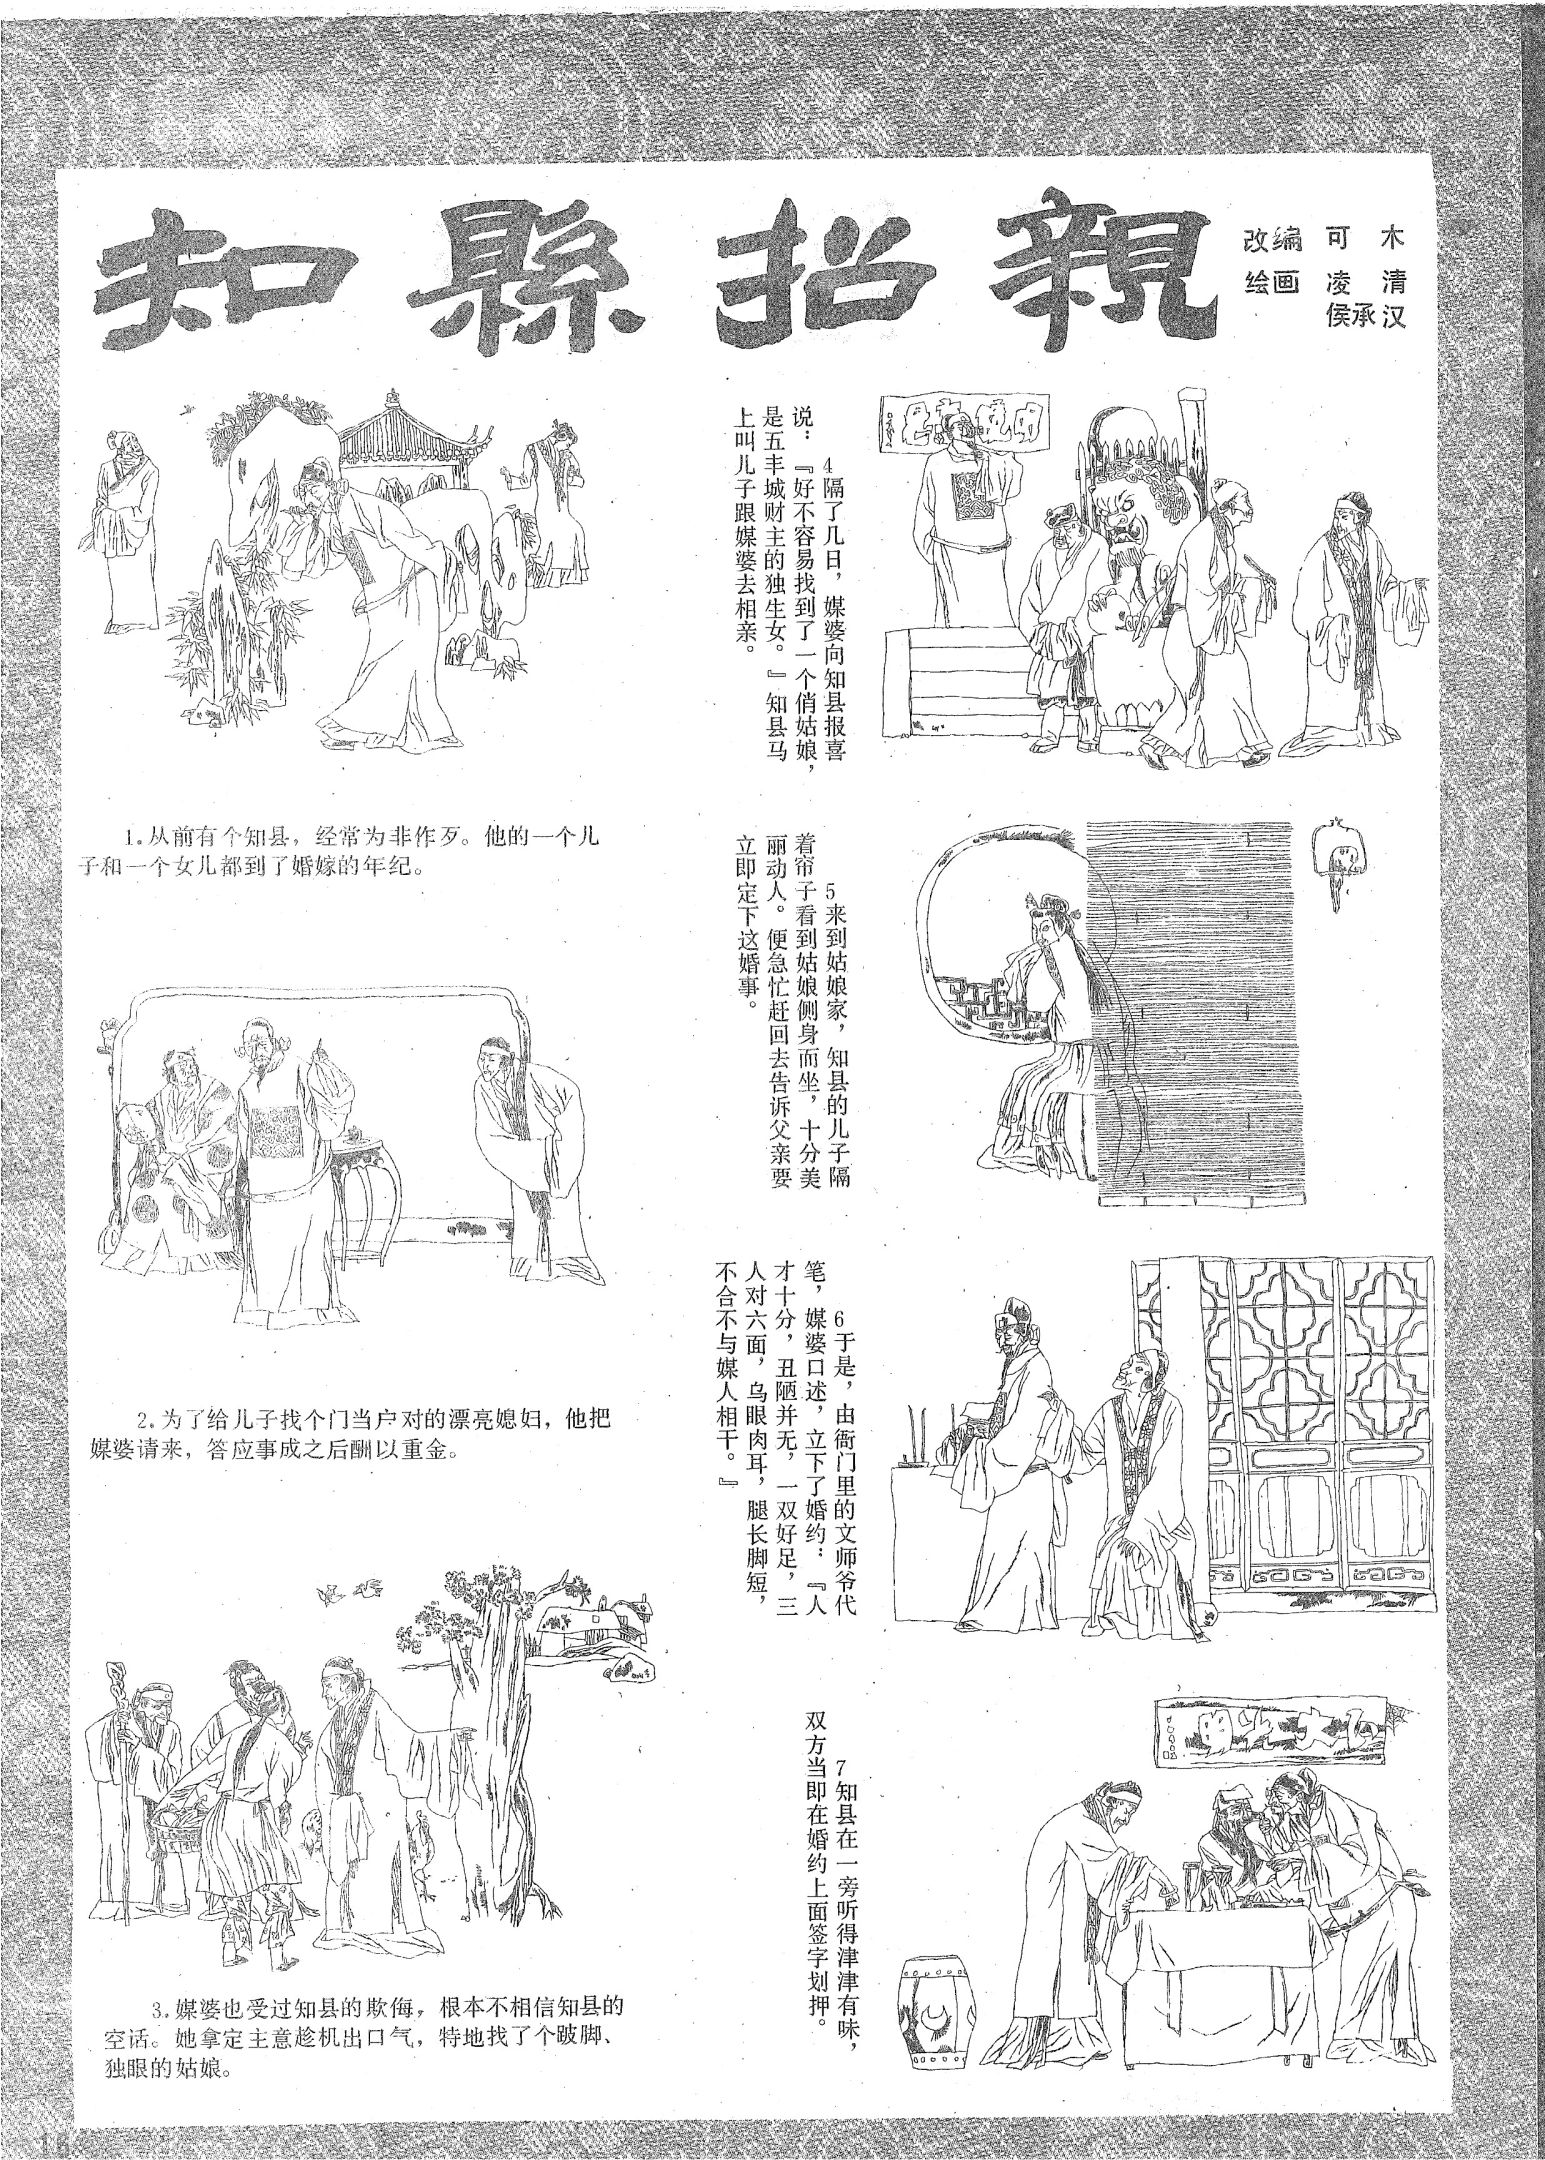 知縣招親
改编 可 木
绘画 凌 清
侯承汉
1.从前有个知县，经常为非作歹。他的一个儿
子和一个女儿都到了婚嫁的年纪。
2.为了给儿子找个门当户对的漂亮媳妇，他把
媒婆请来，答应事成之后酬以重金。
3.媒婆也受过知县的欺侮，根本不相信知县的
空话。她拿定主意趁机出口气，特地找了个跛脚、
独眼的姑娘。
4隔了几日，媒婆向知县报喜
说：『好不容易找到了一个俏姑娘，
是五丰城财主的独生女。』知县马
上叫儿子跟媒婆去相亲。
5来到姑娘家，知县的儿子隔
着帘子看到姑娘侧身而坐，十分美
丽动人。便急忙赶回去告诉父亲要
立即定下这婚事。
6于是，由衙门里的文师爷代
笔，媒婆口述，立下了婚约：『人
才十分，丑陋并无，一双好足，三
人对六面，乌眼肉耳，腿长脚短，
不合不与媒人相干。』
7知县在一旁听得津津有味，
双方当即在婚约上面签字划押。
16